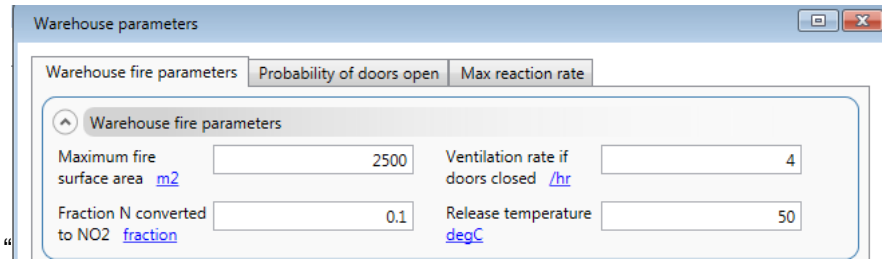 Warehouse parameters
Warehouse fire parameters Probability of doors open Max reaction rate
Warehouse fire parameters
Maximum fire
surface area m2 2500
Ventilation rate if
doors closed /hr 4
Fraction N converted
to NO2 fraction 0.1
Release temperature
degC 50
“